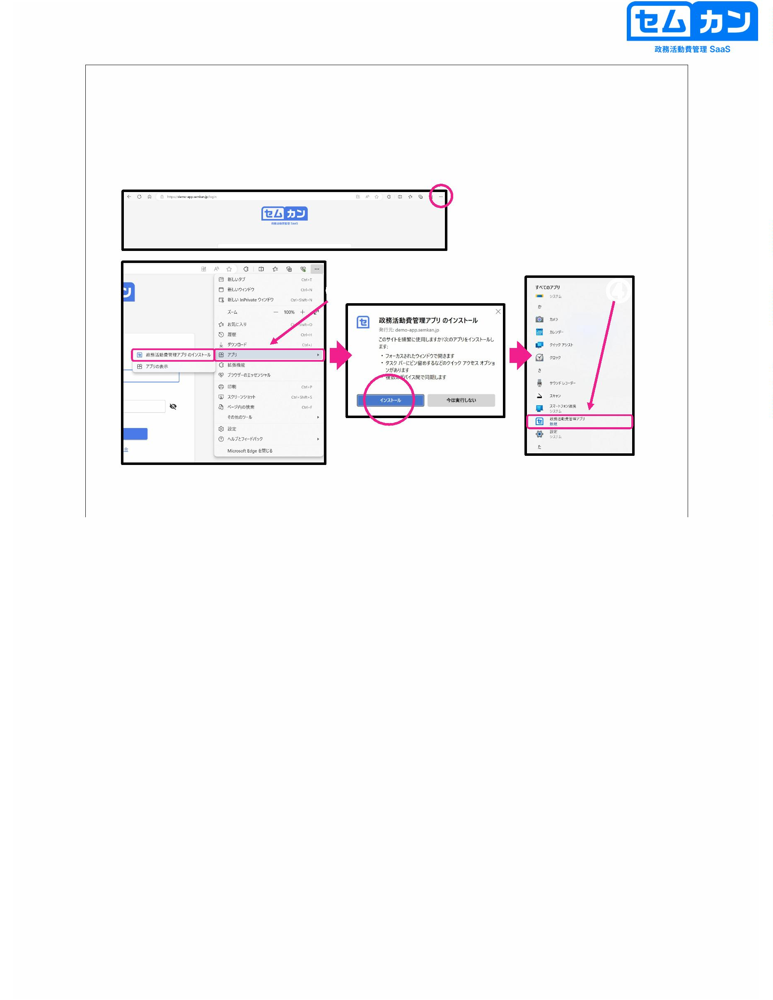 セムカン
政務活動費管理 SaaS
https://demo-app.semkan.jp/login
セムカン
政務活動費管理 SaaS
ン
新しいタブ Ctrl+T
新しいウィンドウ Ctrl+N
新しい InPrivate ウィンドウ Ctrl+Shift+N
ズーム 100%
お気に入り Ctrl+Shift+O
履歴 Ctrl+H
ダウンロード Ctrl+J
アプリ
政務活動費管理アプリ のインストール
アプリの表示
拡張機能
ブラウザーのエッセンシャル
印刷 Ctrl+P
スクリーンショット Ctrl+Shift+S
ページ内の検索 Ctrl+F
その他のツール
設定
ヘルプとフィードバック
Microsoft Edge を閉じる
セ
政務活動費管理アプリ のインストール
発行元: demo-app.semkan.jp
このサイトを頻繁に使用しますか?次のアプリをインストールし
ます:
・フォーカスされたウィンドウで開きます
・タスク バーにピン留めするなどのクイック アクセス オプショ
ンがあります
・複数のデバイス間で同期します
インストール 今は実行しない
すべてのアプリ
4
システム
か
カメラ
カレンダー
クイック アシスト
クロック
さ
サウンド レコーダー
スキャン
スマートフォン連携
システム
政務活動費管理アプリ
新規
設定
システム
た